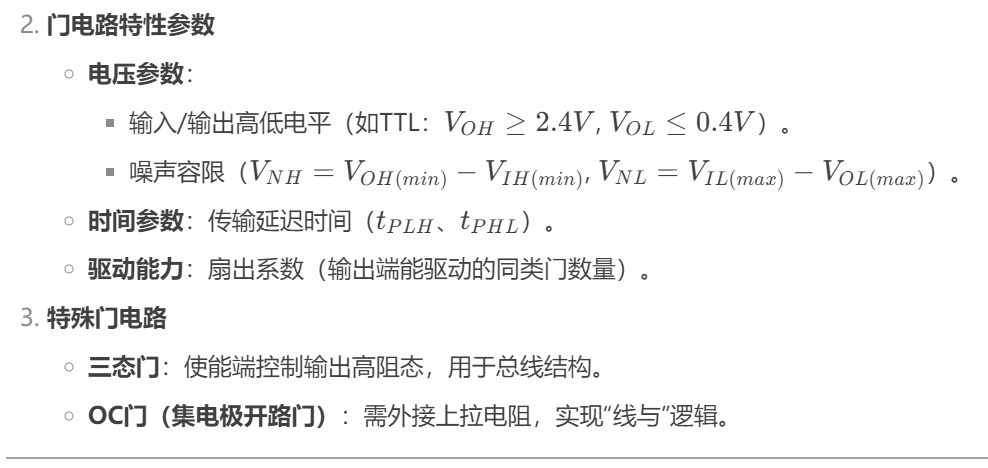 2. 门电路特性参数
○ 电压参数：
■ 输入/输出高低电平（如TTL：V_{OH} ≥ 2.4V, V_{OL} ≤ 0.4V）。
■ 噪声容限（V_{NH} = V_{OH(min)} − V_{IH(min)}, V_{NL} = V_{IL(max)} − V_{OL(max)}）。
○ 时间参数：传输延迟时间（t_{PLH}、t_{PHL}）。
○ 驱动能力：扇出系数（输出端能驱动的同类门数量）。
3. 特殊门电路
○ 三态门：使能端控制输出高阻态，用于总线结构。
○ OC门（集电极开路门）：需外接上拉电阻，实现“线与”逻辑。